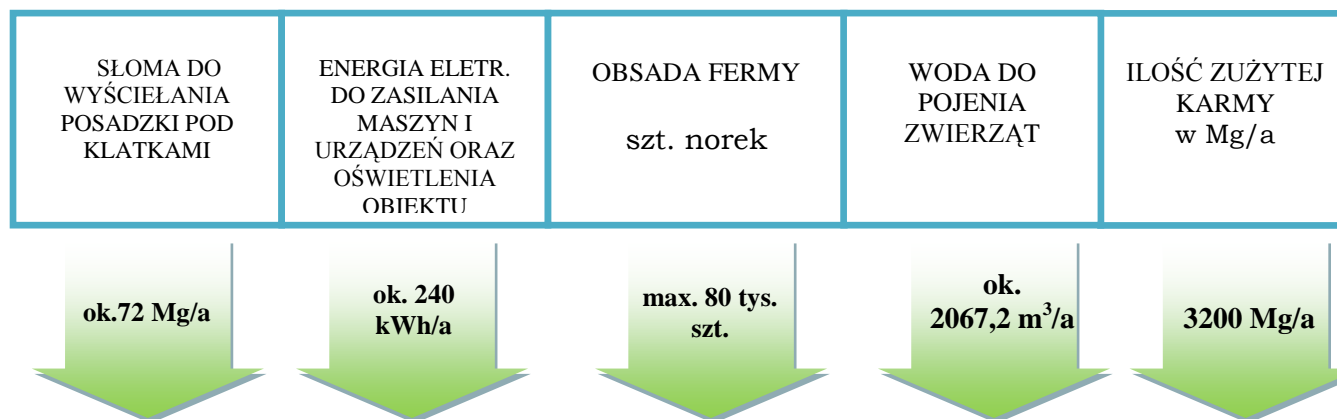 SŁOMA DO
WYŚCIEŁANIA
POSADZKI POD
KLATKAMI
ENERGIA ELETR.
DO ZASILANIA
MASZYN I
URZĄDZEŃ ORAZ
OŚWIETLENIA
OBIEKTU
OBSADA FERMY
szt. norek
WODA DO
POJENIA
ZWIERZĄT
ILOŚĆ ZUŻYTEJ
KARMY
w Mg/a
ok.72 Mg/a
ok. 240
kWh/a
max. 80 tys.
szt.
ok.
2067,2 m³/a
3200 Mg/a